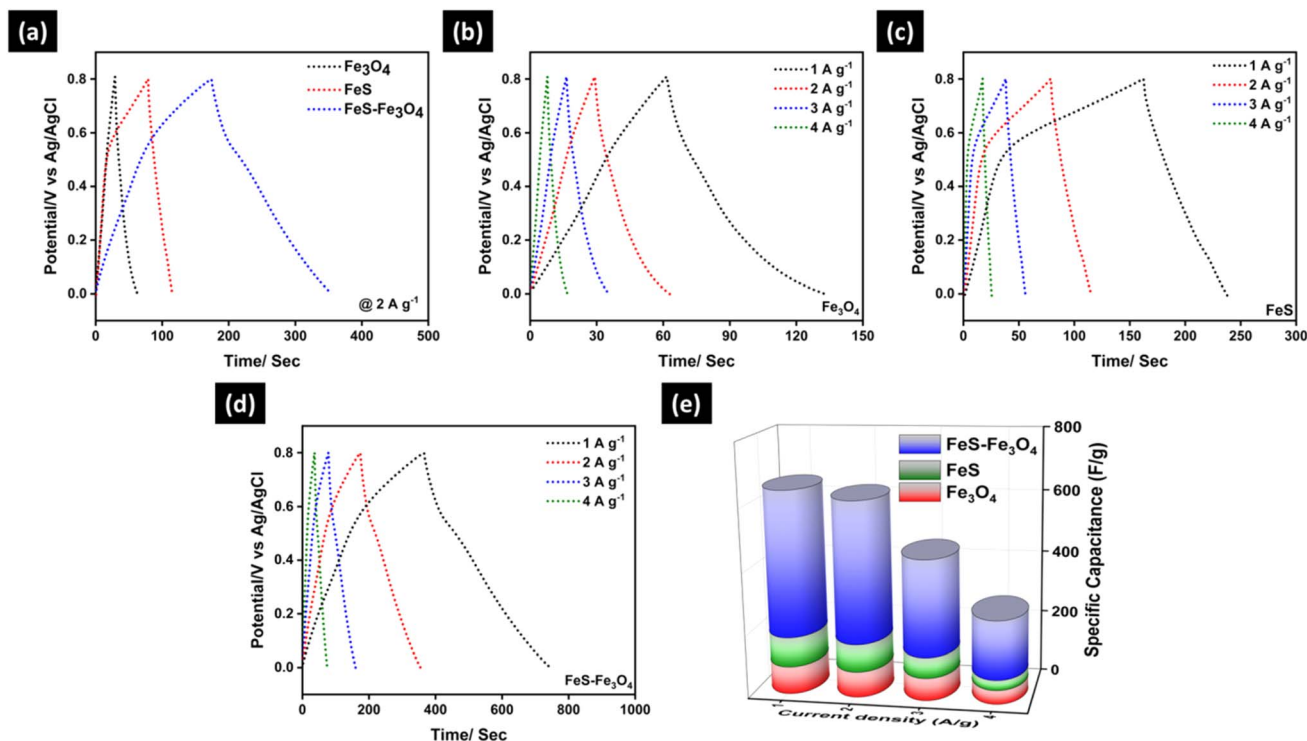 (a)
Potential/V vs Ag/AgCl
0.8
0.6
0.4
0.2
0.0
Fe₃O₄
FeS
FeS-Fe₃O₄
@ 2 A g⁻¹
0 100 200 300 400 500
Time/ Sec
(b)
Potential/V vs Ag/AgCl
0.8
0.6
0.4
0.2
0.0
1 A g⁻¹
2 A g⁻¹
3 A g⁻¹
4 A g⁻¹
Fe₃O₄
0 30 60 90 120 150
Time/ Sec
(c)
Potential/V vs Ag/AgCl
0.8
0.6
0.4
0.2
0.0
1 A g⁻¹
2 A g⁻¹
3 A g⁻¹
4 A g⁻¹
FeS
0 50 100 150 200 250 300
Time/ Sec
(d)
Potential/V vs Ag/AgCl
0.8
0.6
0.4
0.2
0.0
1 A g⁻¹
2 A g⁻¹
3 A g⁻¹
4 A g⁻¹
FeS-Fe₃O₄
0 200 400 600 800 1000
Time/ Sec
(e)
FeS-Fe₃O₄
FeS
Fe₃O₄
800
600
400
200
0
Specific Capacitance (F/g)
1 2 3 4
Current density (A/g)